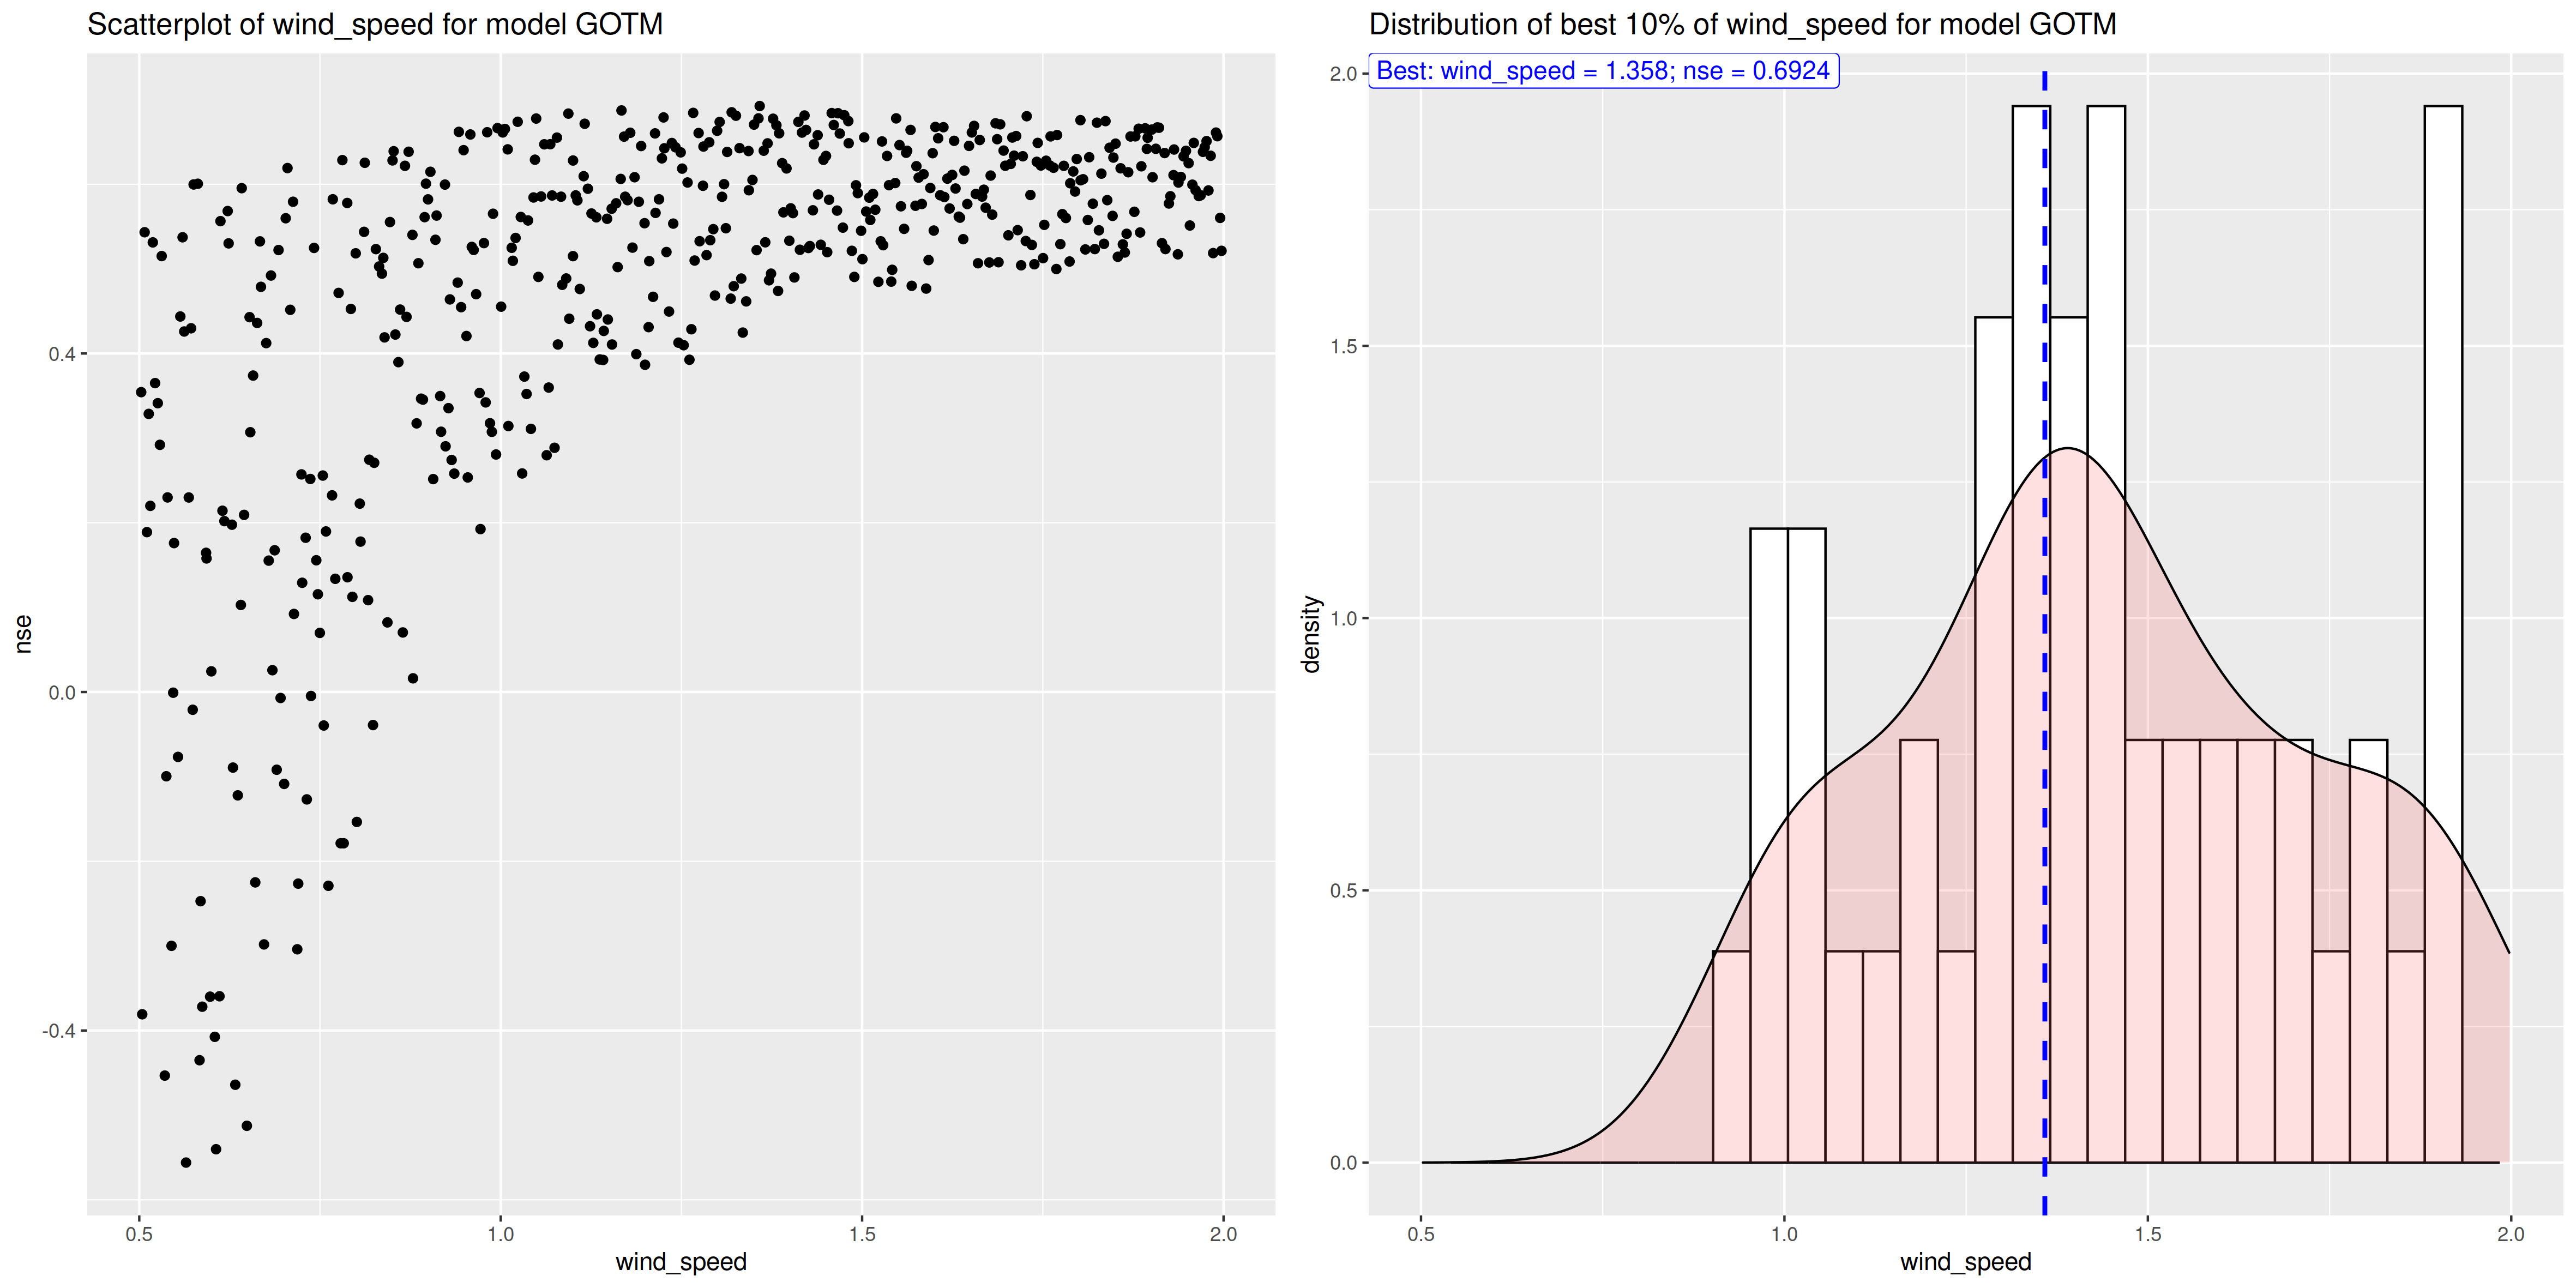 Scatterplot of wind_speed for model GOTM
nse
0.4
0.0
-0.4
0.5 1.0 1.5 2.0
wind_speed
Distribution of best 10% of wind_speed for model GOTM
Best: wind_speed = 1.358; nse = 0.6924
density
2.0
1.5
1.0
0.5
0.0
0.5 1.0 1.5 2.0
wind_speed